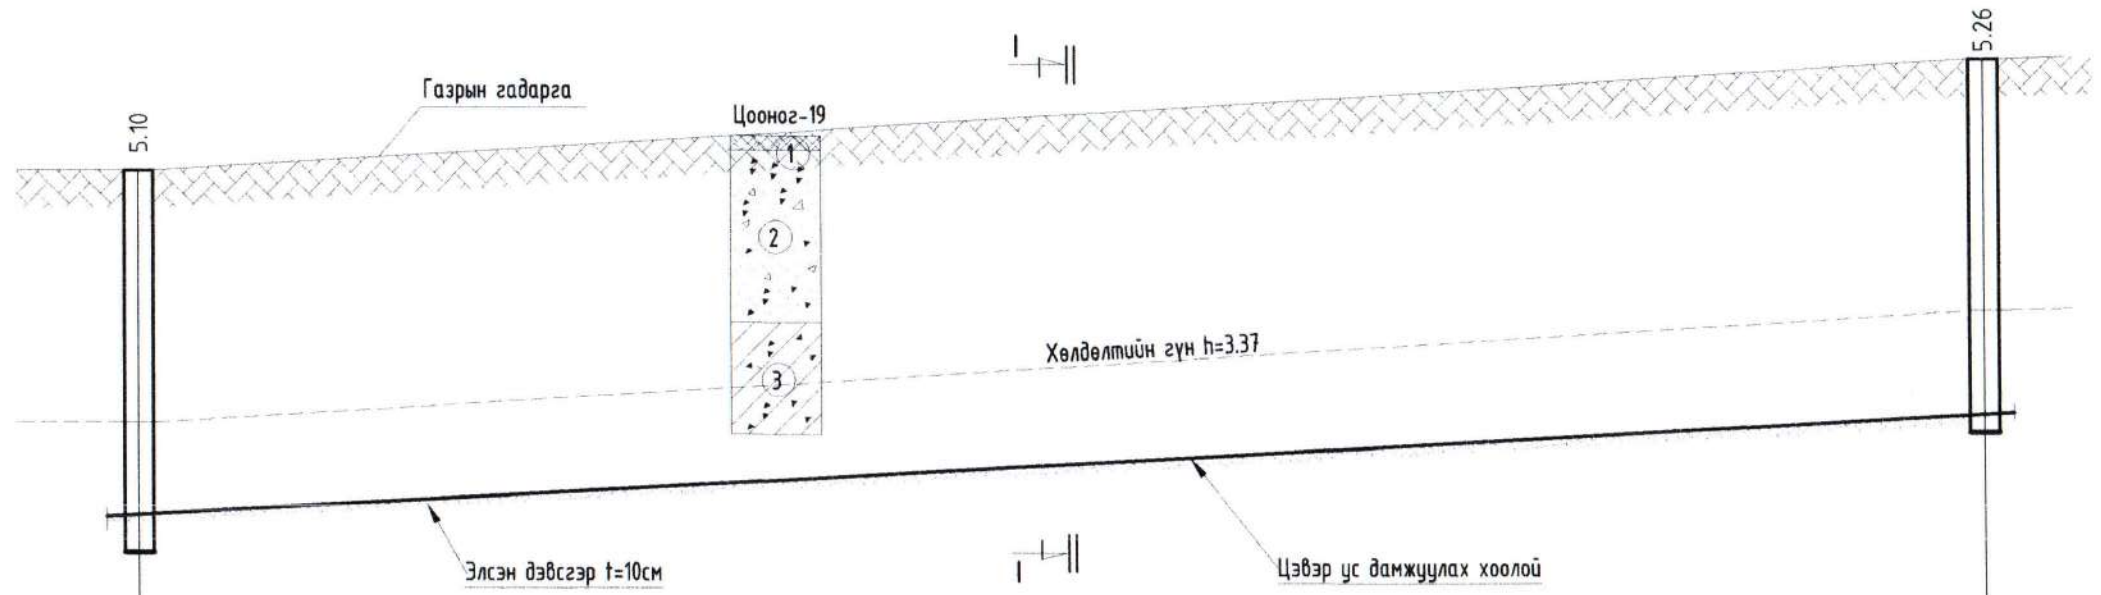 5.10
Газрын гадарга
Цооног-19
I
5.26
1
2
3
Хөлдөлтийн гүн h=3.37
Элсэн дэвсгэр t=10см
I
Цэвэр ус дамжуулах хоолой